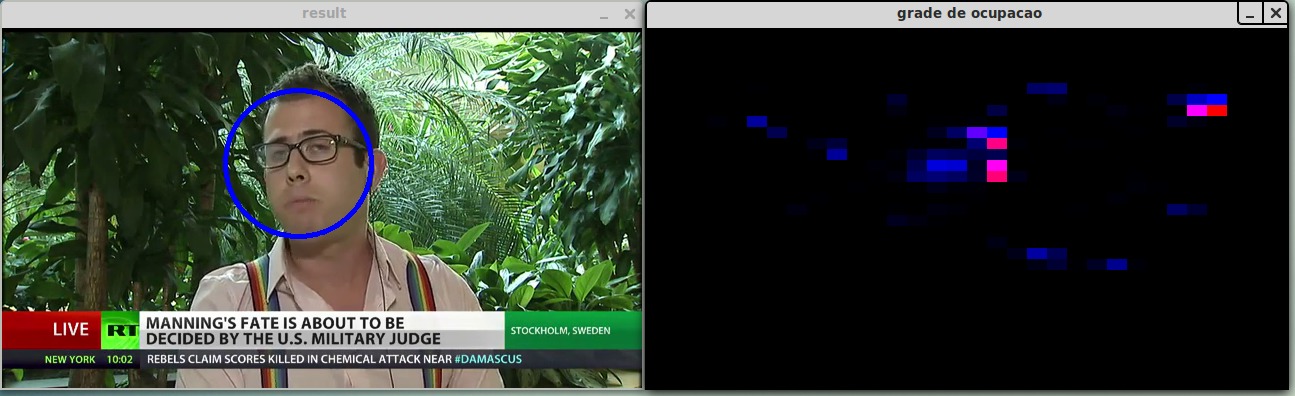 result
grade de ocupacao
LIVE
RT
MANNING'S FATE IS ABOUT TO BE
DECIDED BY THE U.S. MILITARY JUDGE
STOCKHOLM, SWEDEN
NEW YORK 10:02 REBELS CLAIM SCORES KILLED IN CHEMICAL ATTACK NEAR #DAMASCUS